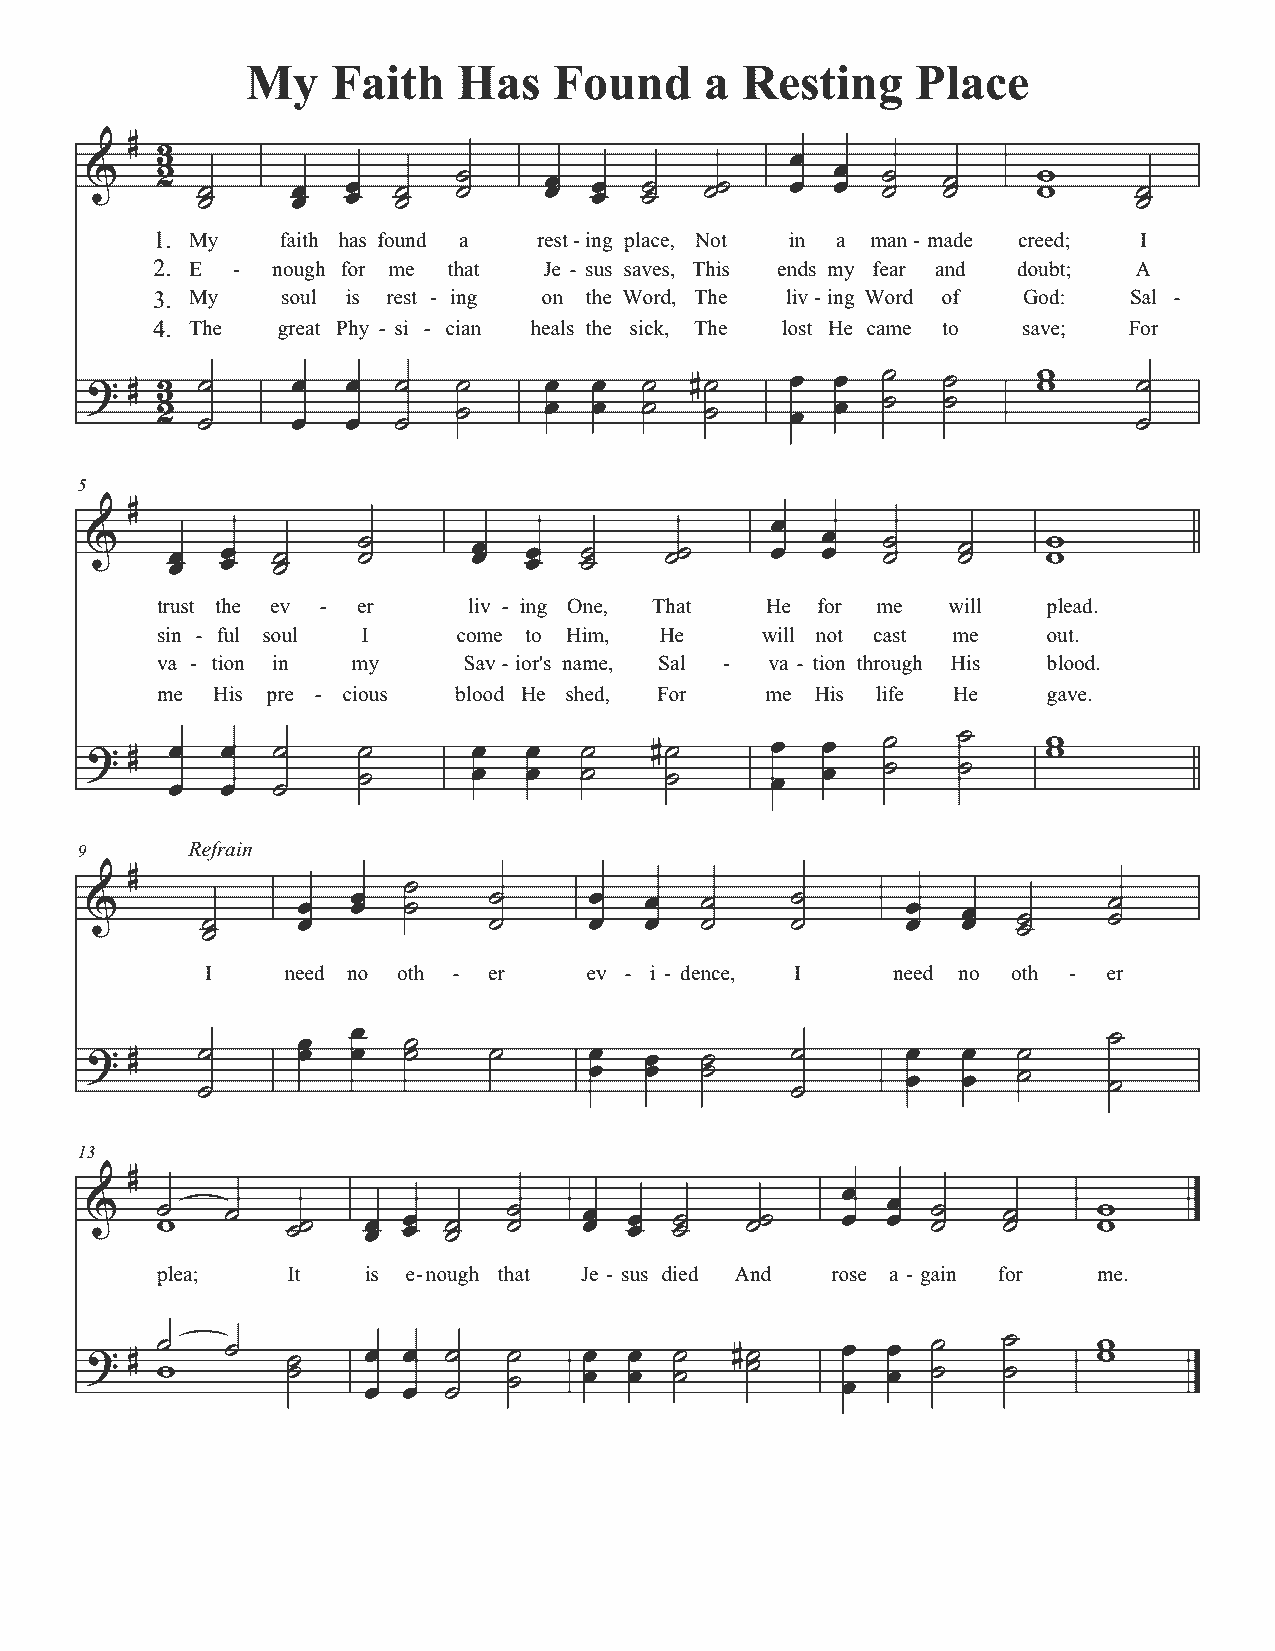 My Faith Has Found a Resting Place
1. My faith has found a rest - ing place, Not in a man - made creed; I
2. E - nough for me that Je - sus saves, This ends my fear and doubt; A
3. My soul is rest - ing on the Word, The liv - ing Word of God: Sal -
4. The great Phy - si - cian heals the sick, The lost He came to save; For
5
trust the ev - er liv - ing One, That He for me will plead.
sin - ful soul I come to Him, He will not cast me out.
va - tion in my Sav - ior's name, Sal - va - tion through His blood.
me His pre - cious blood He shed, For me His life He gave.
9 Refrain
I need no oth - er ev - i - dence, I need no oth - er
13
plea; It is e - nough that Je - sus died And rose a - gain for me.